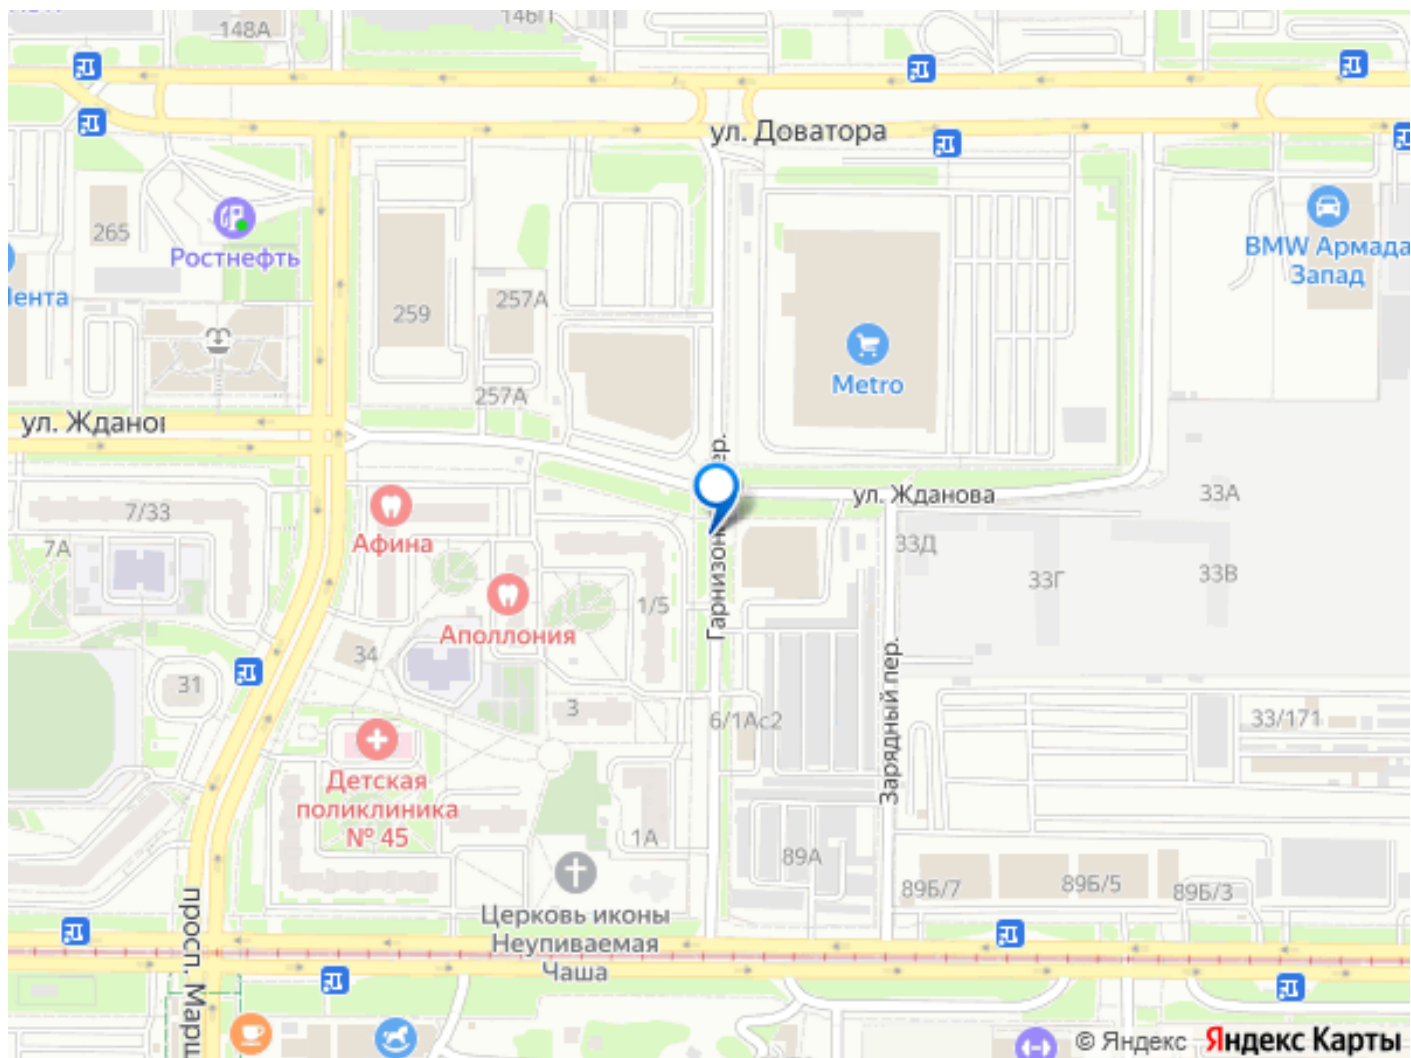 148А
146П
ул. Доватора
265
Ростнефть
BMW Армада
Запад
Лента
259
257А
Metro
257А
ул. Жданов
Гарнизон
ер.
ул. Жданова
33А
7/33
Афина
7А
33Д
33Г
33В
Аполлония
1/5
34
31
3
Зарядный пер.
6/1Ас2
33/171
Детская
поликлиника
№ 45
1А
89А
89Б/7
89Б/5
89Б/3
Церковь иконы
Неупиваемая
Чаша
просп. Марш
© Яндекс Яндекс Карты